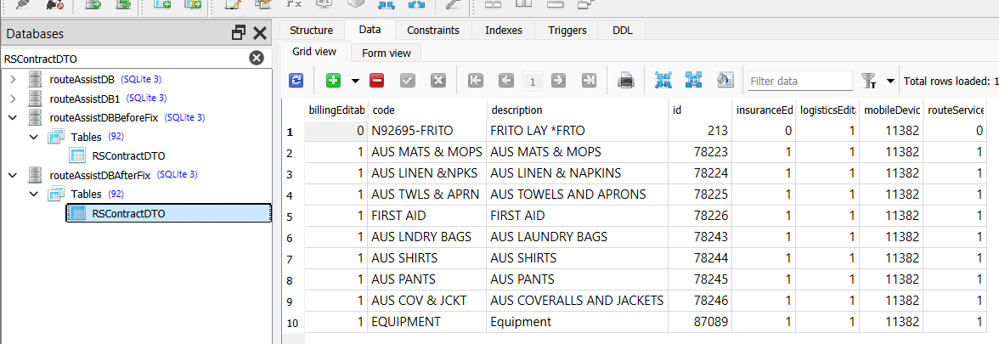 Databases
RSContractDTO
routeAssistDB (SQLite 3)
routeAssistDB1 (SQLite 3)
routeAssistDBBeforeFix (SQLite 3)
Tables (92)
RSContractDTO
routeAssistDBAfterFix (SQLite 3)
Tables (92)
RSContractDTO
Structure Data Constraints Indexes Triggers DDL
Grid view Form view
1 Filter data Total rows loaded: 1
billingEditab code description id insuranceEd logisticsEdit mobileDevic routeService
1 0 N92695-FRITO FRITO LAY *FRTO 213 0 1 11382 0
2 1 AUS MATS & MOPS AUS MATS & MOPS 78223 1 1 11382 1
3 1 AUS LINEN &NPKS AUS LINEN & NAPKINS 78224 1 1 11382 1
4 1 AUS TWLS & APRN AUS TOWELS AND APRONS 78225 1 1 11382 1
5 1 FIRST AID FIRST AID 78226 1 1 11382 1
6 1 AUS LNDRY BAGS AUS LAUNDRY BAGS 78243 1 1 11382 1
7 1 AUS SHIRTS AUS SHIRTS 78244 1 1 11382 1
8 1 AUS PANTS AUS PANTS 78245 1 1 11382 1
9 1 AUS COV & JCKT AUS COVERALLS AND JACKETS 78246 1 1 11382 1
10 1 EQUIPMENT Equipment 87089 1 1 11382 1